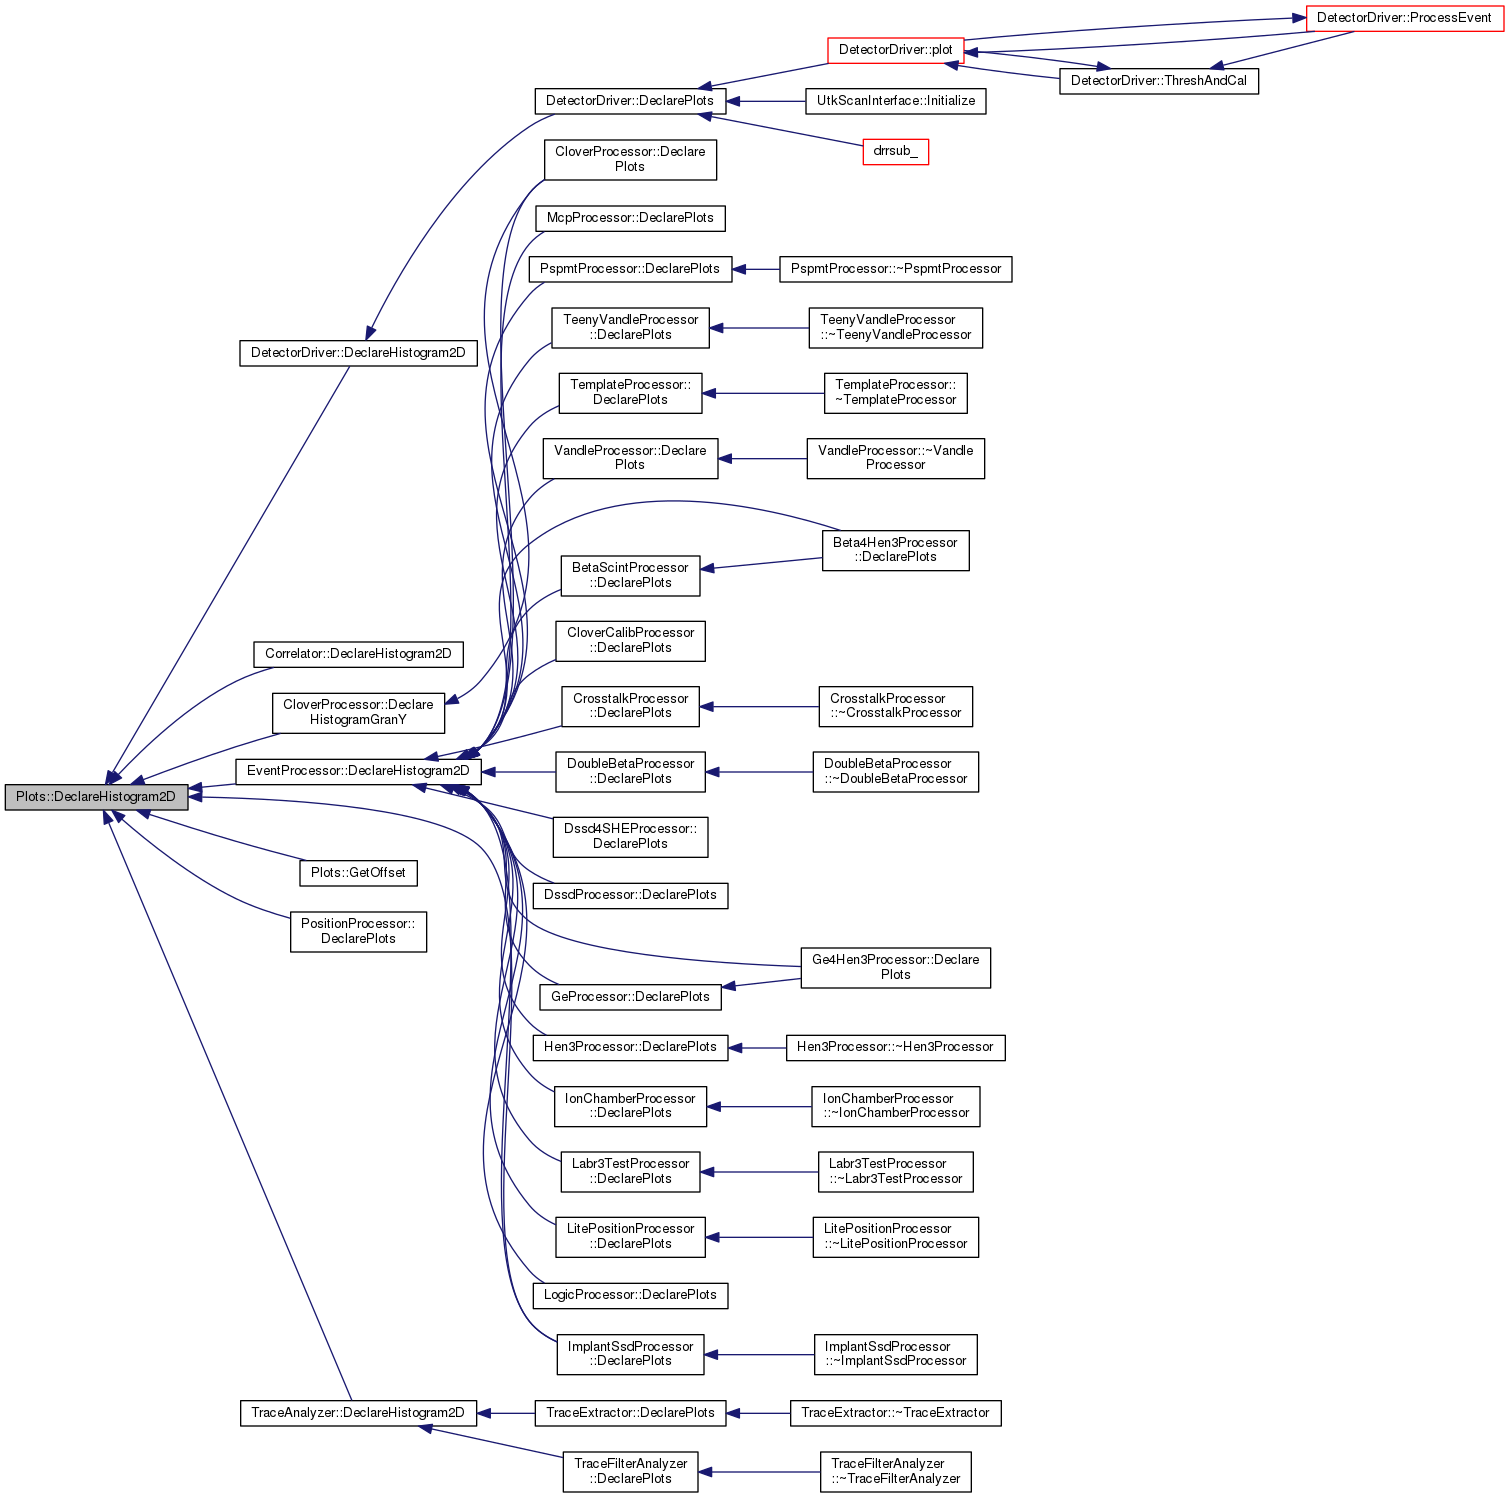 DetectorDriver::ProcessEvent
DetectorDriver::plot
DetectorDriver::ThreshAndCal
DetectorDriver::DeclarePlots
UtkScanInterface::Initialize
drrsub_
CloverProcessor::Declare
Plots
McpProcessor::DeclarePlots
PspmtProcessor::DeclarePlots
PspmtProcessor::~PspmtProcessor
TeenyVandleProcessor
::DeclarePlots
TeenyVandleProcessor
::~TeenyVandleProcessor
DetectorDriver::DeclareHistogram2D
TemplateProcessor::
DeclarePlots
TemplateProcessor::
~TemplateProcessor
VandleProcessor::Declare
Plots
VandleProcessor::~Vandle
Processor
Beta4Hen3Processor
::DeclarePlots
BetaScintProcessor
::DeclarePlots
CloverCalibProcessor
::DeclarePlots
Correlator::DeclareHistogram2D
CloverProcessor::Declare
HistogramGranY
CrosstalkProcessor
::DeclarePlots
CrosstalkProcessor
::~CrosstalkProcessor
EventProcessor::DeclareHistogram2D
DoubleBetaProcessor
::DeclarePlots
DoubleBetaProcessor
::~DoubleBetaProcessor
Plots::DeclareHistogram2D
Dssd4SHEProcessor::
DeclarePlots
Plots::GetOffset
DssdProcessor::DeclarePlots
PositionProcessor::
DeclarePlots
Ge4Hen3Processor::Declare
Plots
GeProcessor::DeclarePlots
Hen3Processor::DeclarePlots
Hen3Processor::~Hen3Processor
IonChamberProcessor
::DeclarePlots
IonChamberProcessor
::~IonChamberProcessor
Labr3TestProcessor
::DeclarePlots
Labr3TestProcessor
::~Labr3TestProcessor
LitePositionProcessor
::DeclarePlots
LitePositionProcessor
::~LitePositionProcessor
LogicProcessor::DeclarePlots
ImplantSsdProcessor
::DeclarePlots
ImplantSsdProcessor
::~ImplantSsdProcessor
TraceAnalyzer::DeclareHistogram2D
TraceExtractor::DeclarePlots
TraceExtractor::~TraceExtractor
TraceFilterAnalyzer
::DeclarePlots
TraceFilterAnalyzer
::~TraceFilterAnalyzer